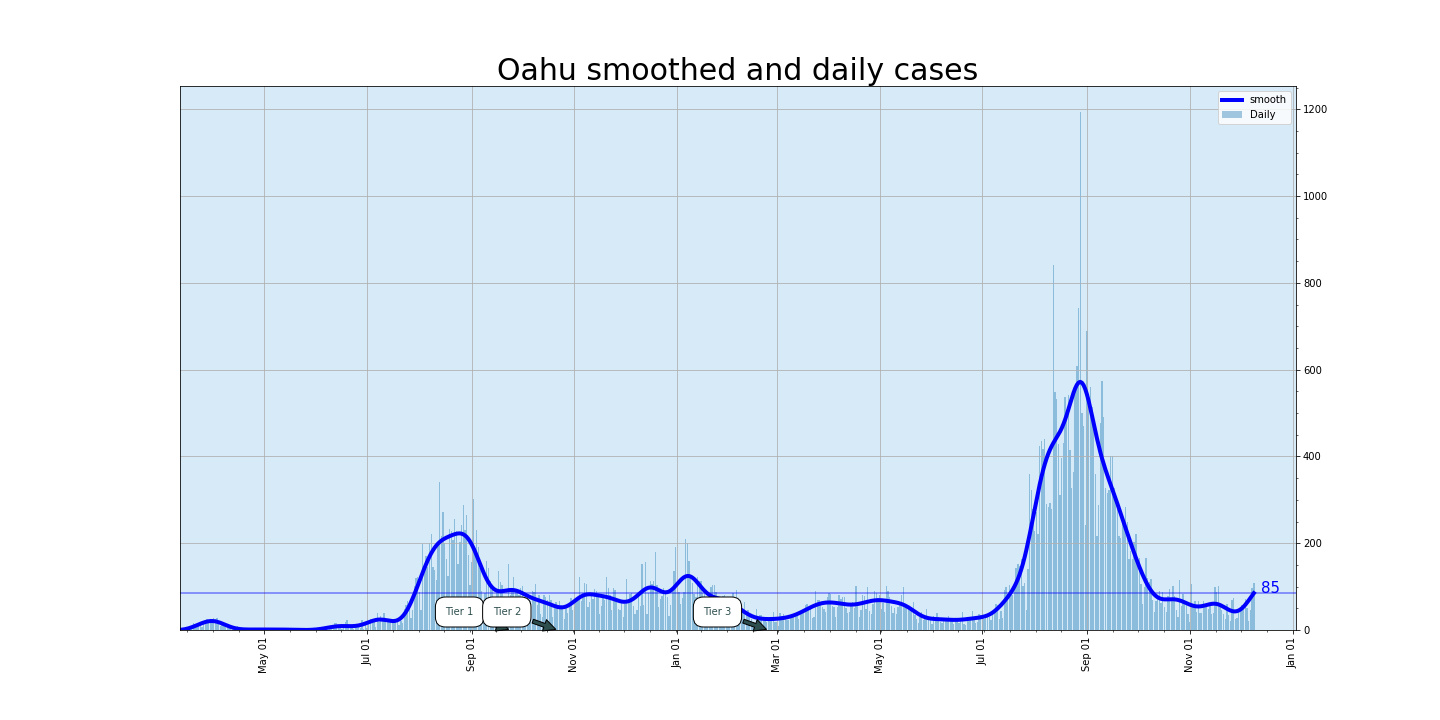 Oahu smoothed and daily cases
smooth
Daily
1200
1000
800
600
400
200
0
85
Tier 1
Tier 2
Tier 3
May 01
Jul 01
Sep 01
Nov 01
Jan 01
Mar 01
May 01
Jul 01
Sep 01
Nov 01
Jan 01